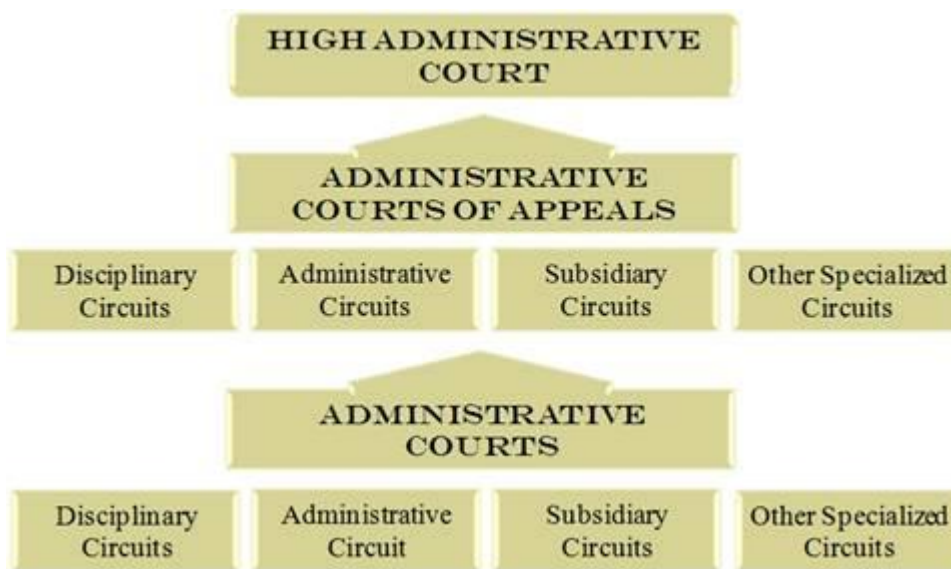 HIGH ADMINISTRATIVE
COURT
ADMINISTRATIVE
COURTS OF APPEALS
Disciplinary
Circuits
Administrative
Circuits
Subsidiary
Circuits
Other Specialized
Circuits
ADMINISTRATIVE
COURTS
Disciplinary
Circuits
Administrative
Circuit
Subsidiary
Circuits
Other Specialized
Circuits